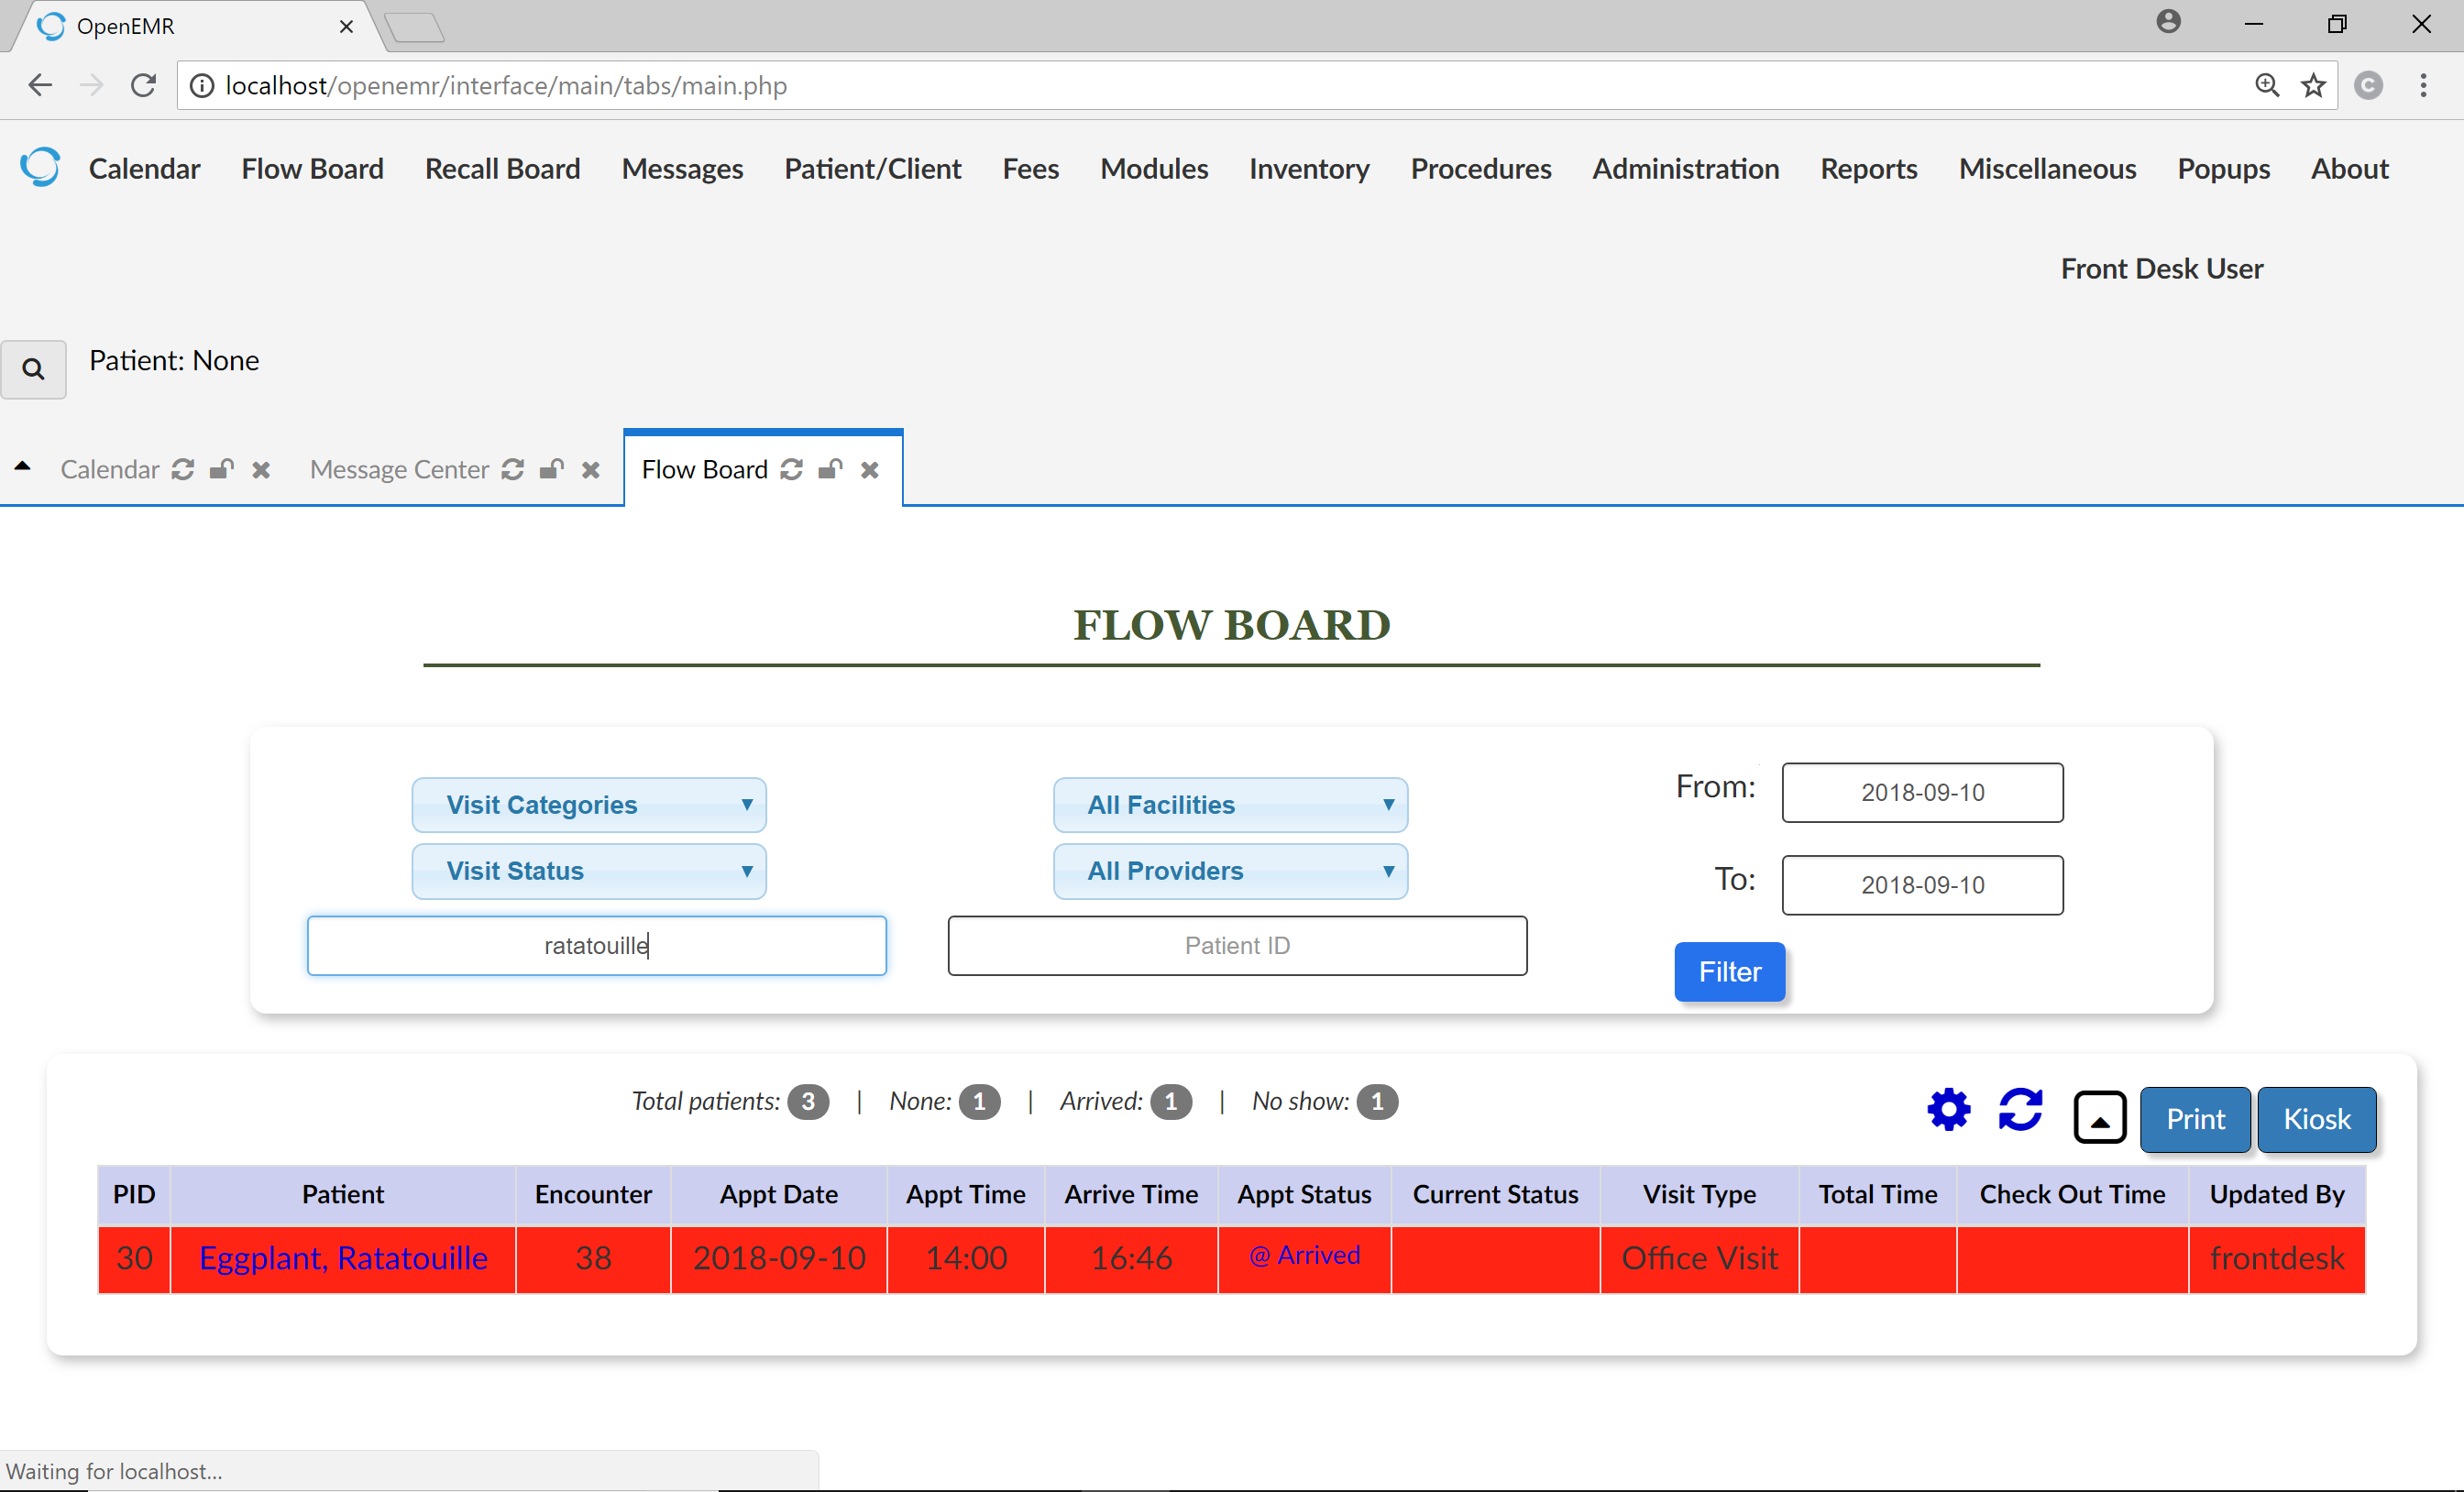 OpenEMR
localhost/openemr/interface/main/tabs/main.php
Calendar Flow Board Recall Board Messages Patient/Client Fees Modules Inventory Procedures Administration Reports Miscellaneous Popups About
Front Desk User
Patient: None
Calendar Message Center Flow Board
FLOW BOARD
Visit Categories All Facilities From: 2018-09-10
Visit Status All Providers To: 2018-09-10
ratatouille Patient ID Filter
Total patients: 3 | None: 1 | Arrived: 1 | No show: 1 Print Kiosk
PID Patient Encounter Appt Date Appt Time Arrive Time Appt Status Current Status Visit Type Total Time Check Out Time Updated By
30 Eggplant, Ratatouille 38 2018-09-10 14:00 16:46 @ Arrived Office Visit frontdesk
Waiting for localhost...